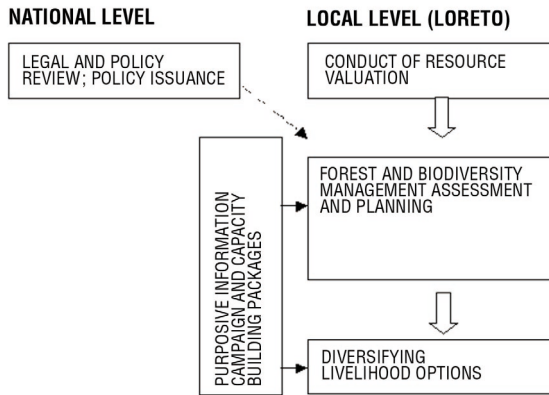 NATIONAL LEVEL
LEGAL AND POLICY
REVIEW; POLICY ISSUANCE
LOCAL LEVEL (LORETO)
CONDUCT OF RESOURCE
VALUATION
PURPOSIVE INFORMATION
CAMPAIGN AND CAPACITY
BUILDING PACKAGES
FOREST AND BIODIVERSITY
MANAGEMENT ASSESSMENT
AND PLANNING
DIVERSIFYING
LIVELIHOOD OPTIONS